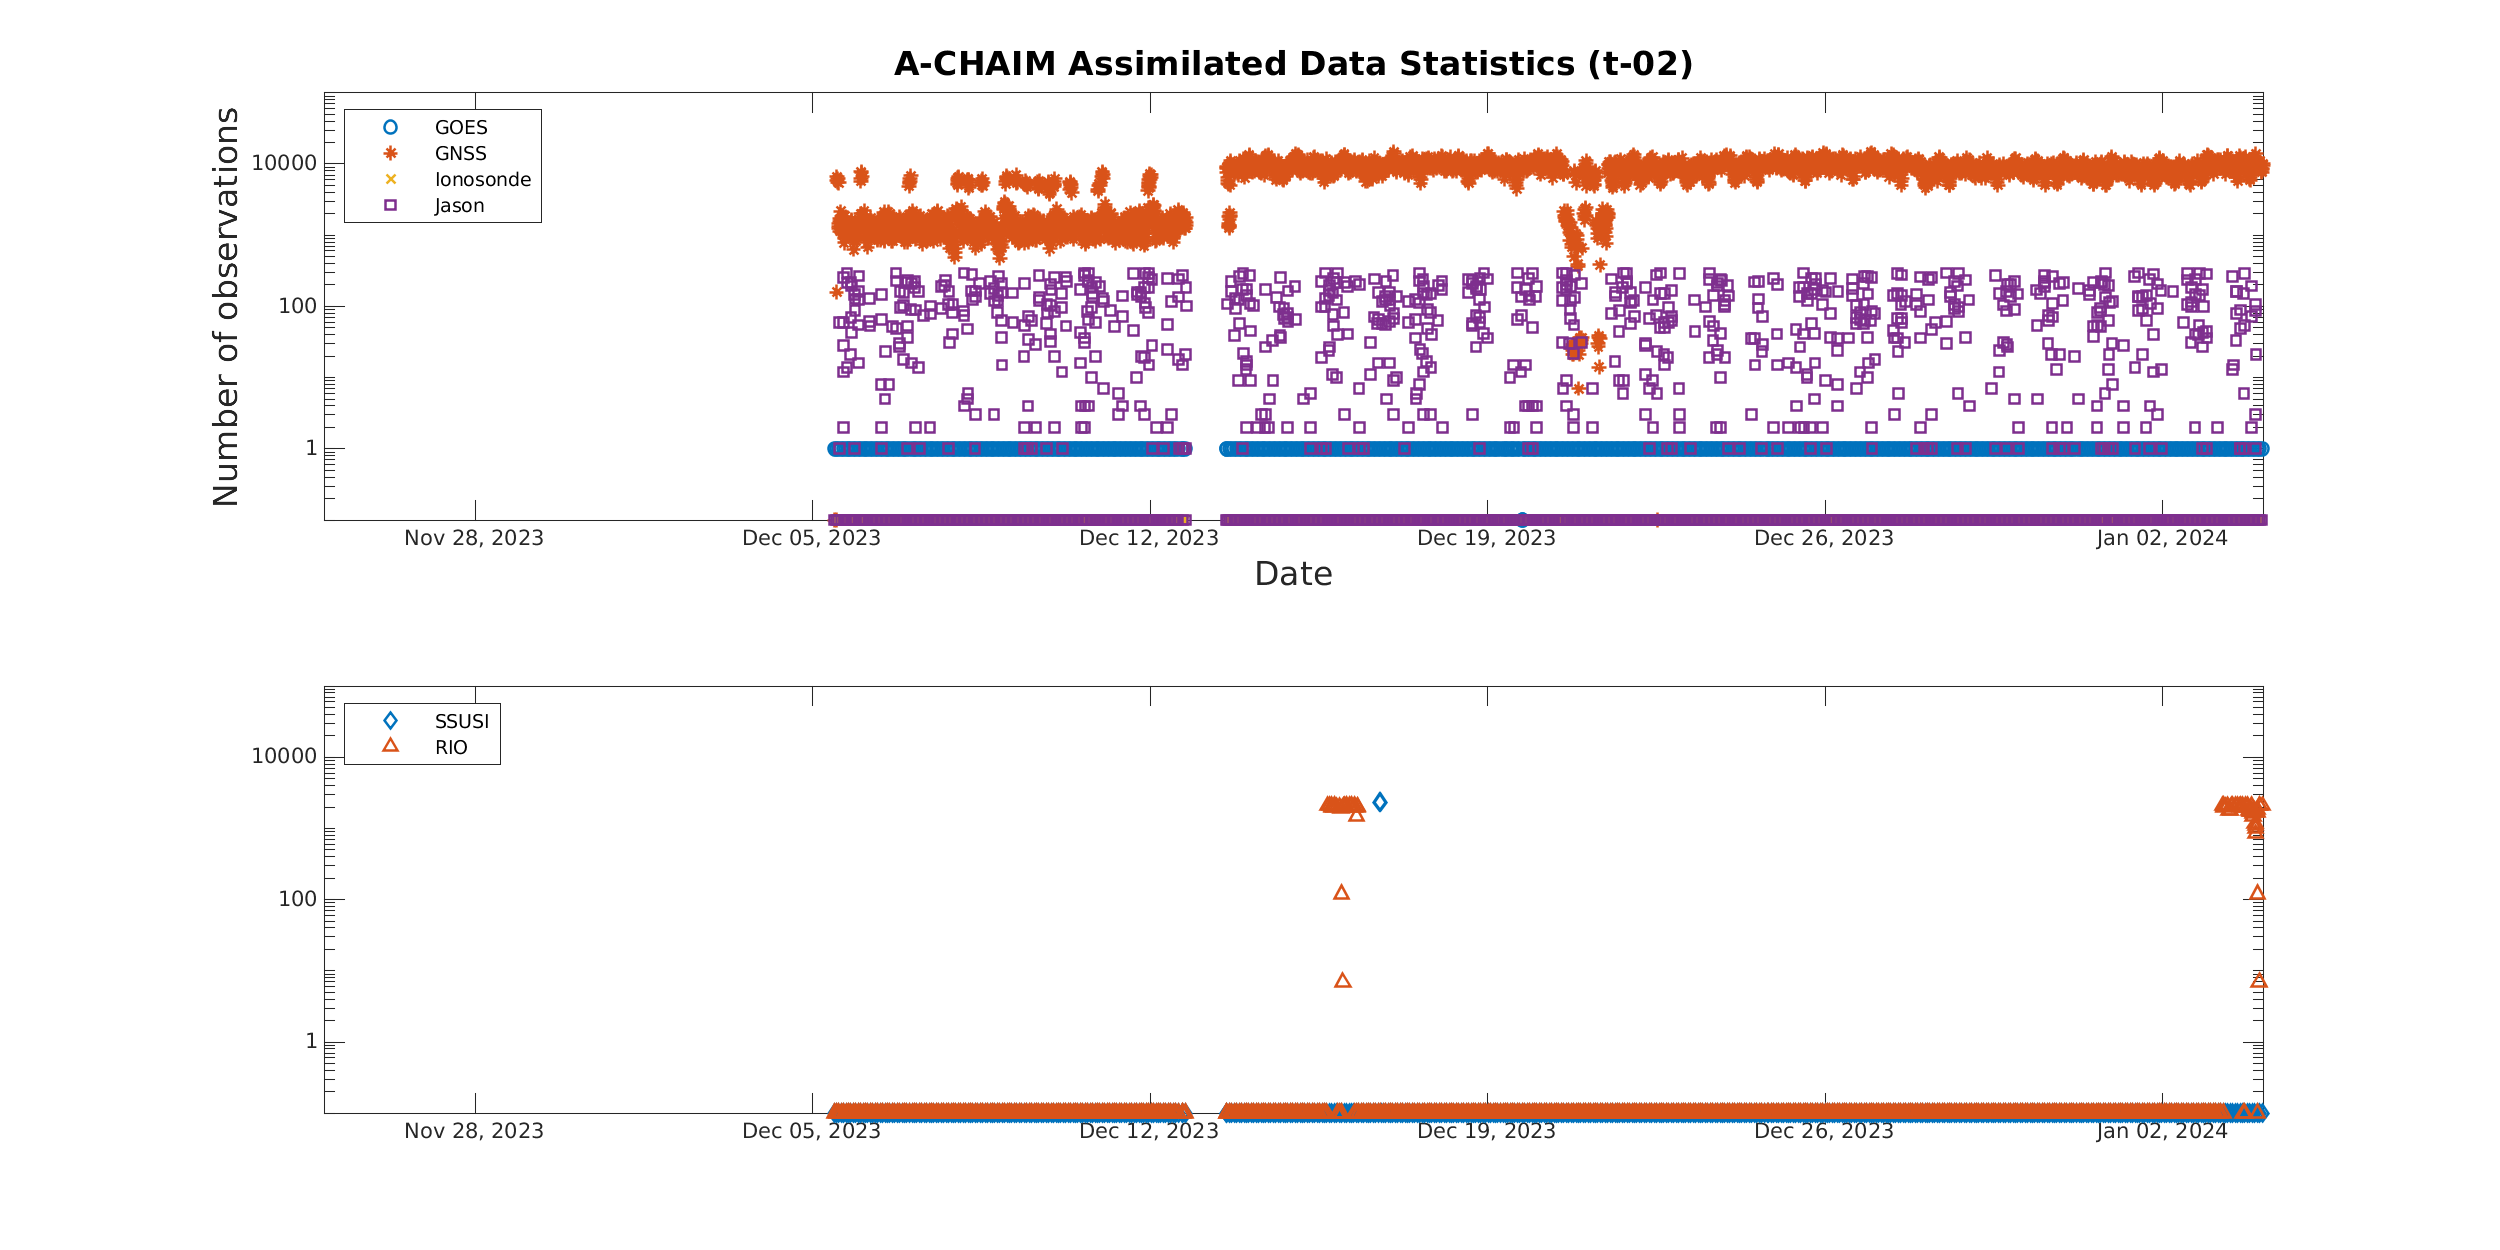 A-CHAIM Assimilated Data Statistics (t-02)
Number of observations
10000
100
1
GOES
GNSS
Ionosonde
Jason
Nov 28, 2023
Dec 05, 2023
Dec 12, 2023
Dec 19, 2023
Dec 26, 2023
Jan 02, 2024
Date
10000
100
1
SSUSI
RIO
Nov 28, 2023
Dec 05, 2023
Dec 12, 2023
Dec 19, 2023
Dec 26, 2023
Jan 02, 2024